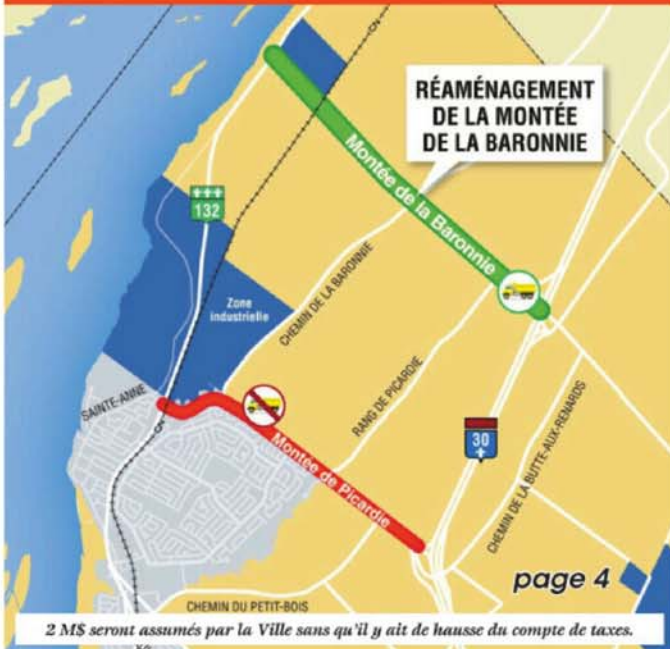 RÉAMÉNAGEMENT
DE LA MONTÉE
DE LA BARONNIE
CN
Montée de la Baronnie
132
Zone
industrielle
CHEMIN DE LA BARONNIE
SAINTE-ANNE
RANG DE PICARDIE
Montée de Picardie
30
CHEMIN DE LA BUTTE-AUX-RENARDS
page 4
CHEMIN DU PETIT-BOIS
2 M$ seront assumés par la Ville sans qu'il y ait de hausse du compte de taxes.